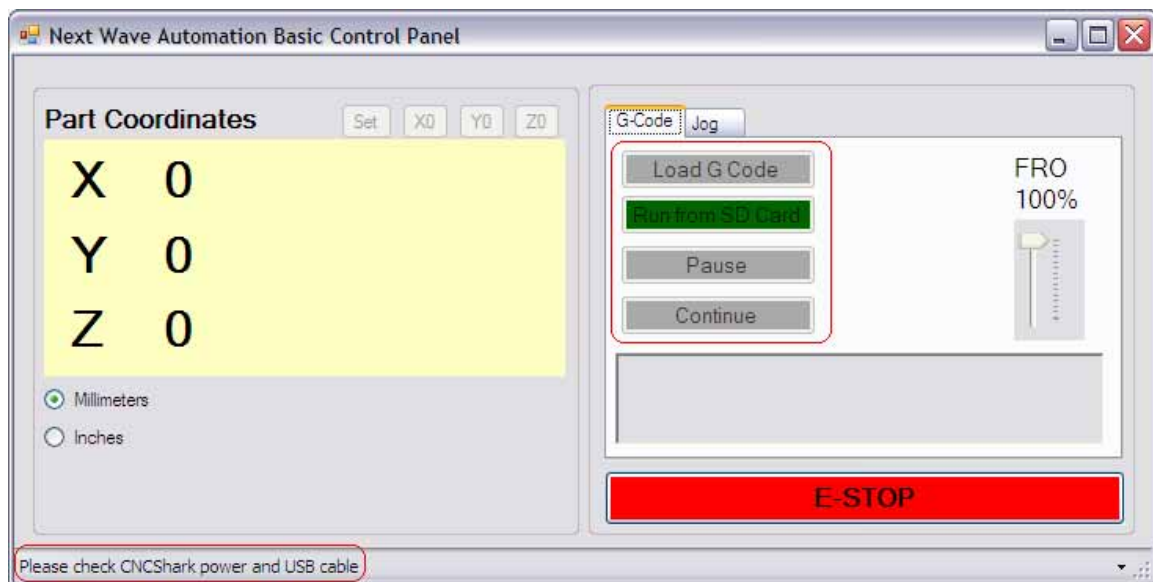 Next Wave Automation Basic Control Panel
Part Coordinates Set X0 Y0 Z0
X 0
Y 0
Z 0
Millimeters
Inches
G-Code Jog
Load G Code
Run from SD Card
Pause
Continue
FRO
100%
E-STOP
Please check CNCShark power and USB cable